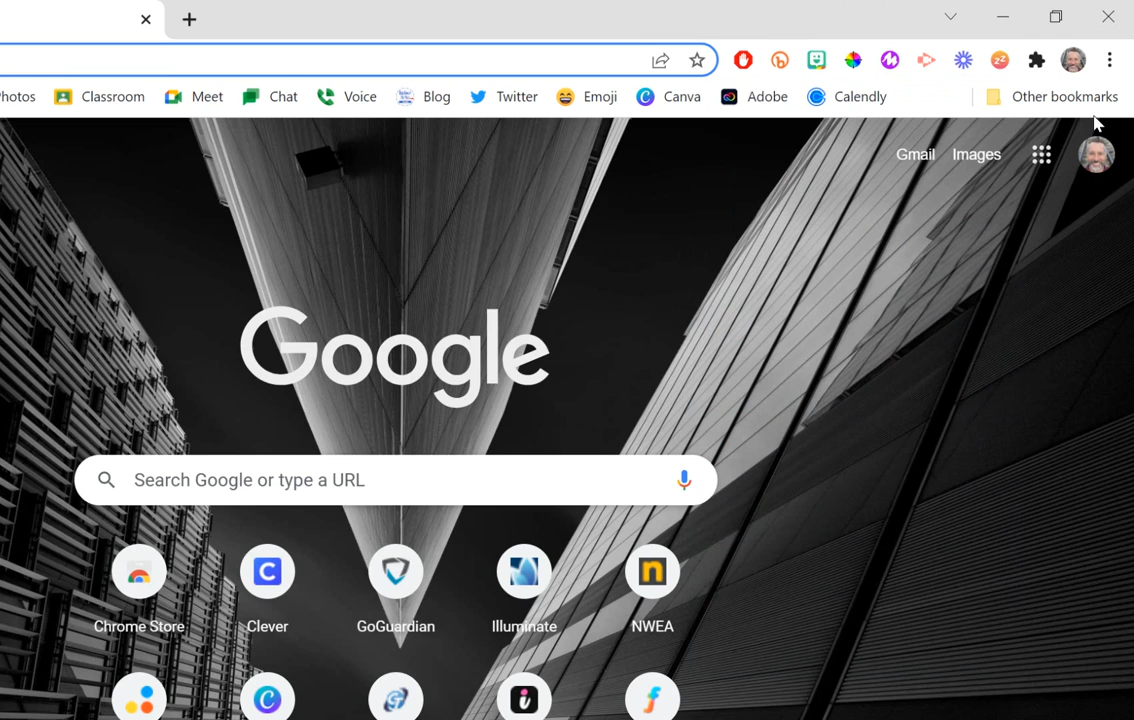 hotos Classroom Meet Chat Voice Blog Twitter Emoji Canva Adobe Calendly Other bookmarks
Gmail Images
Google
Search Google or type a URL
Chrome Store Clever GoGuardian Illuminate NWEA